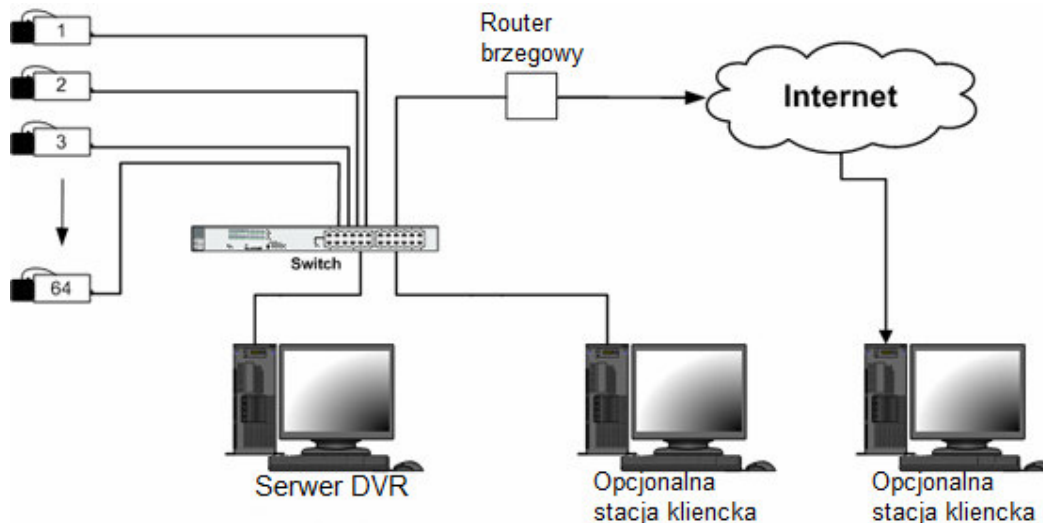 1
2
3
64
Router
brzegowy
Internet
Switch
Serwer DVR
Opcjonalna
stacja kliencka
Opcjonalna
stacja kliencka